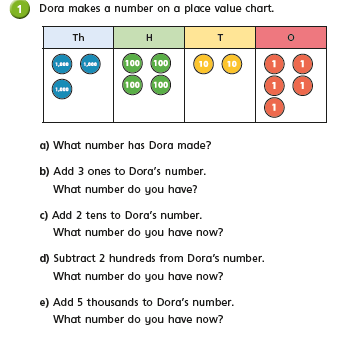 1 Dora makes a number on a place value chart.
Th H T O
1,000 1,000 100 100 10 10 1 1
1,000 100 100 1 1
1
a) What number has Dora made?
b) Add 3 ones to Dora's number.
What number do you have?
c) Add 2 tens to Dora's number.
What number do you have now?
d) Subtract 2 hundreds from Dora's number.
What number do you have now?
e) Add 5 thousands to Dora's number.
What number do you have now?